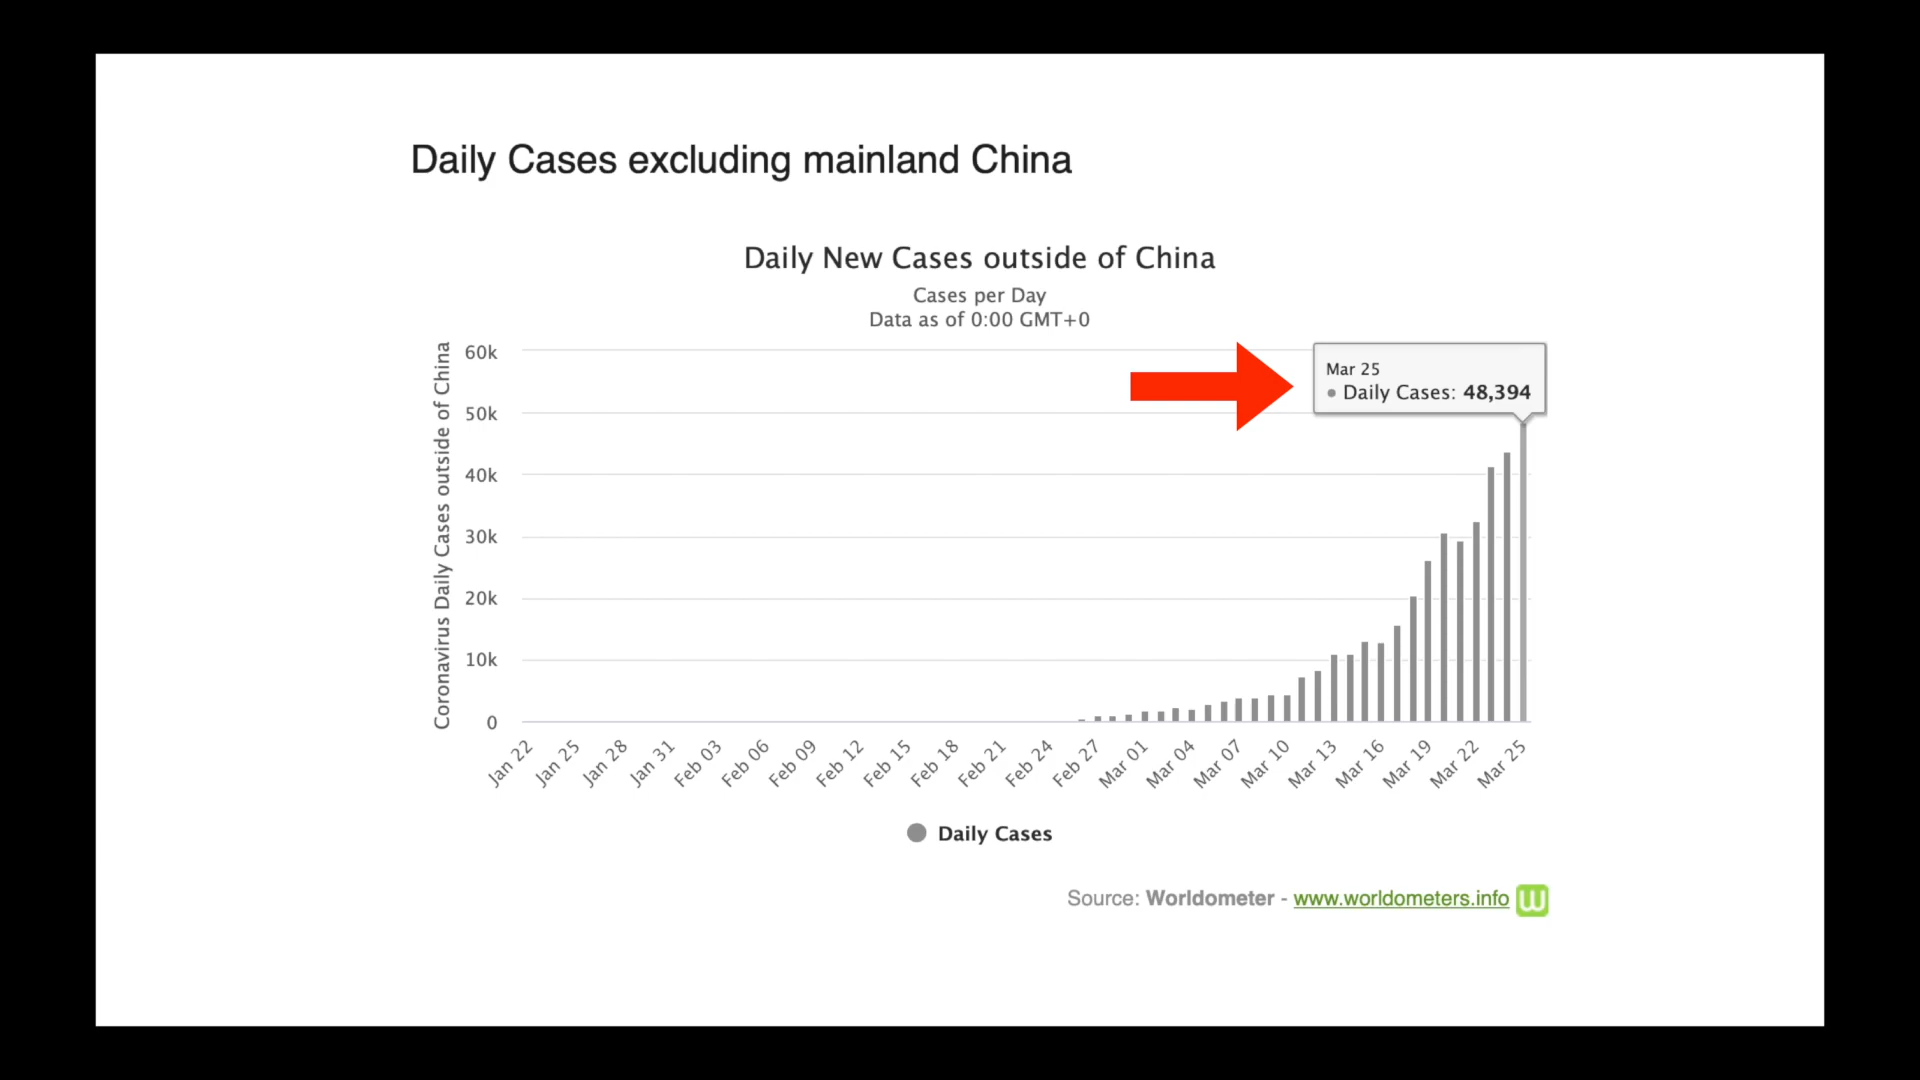 Daily Cases excluding mainland China
Daily New Cases outside of China
Cases per Day
Data as of 0:00 GMT+0
Coronavirus Daily Cases outside of China
60k
50k
40k
30k
20k
10k
0
Mar 25
Daily Cases: 48,394
Jan 22
Jan 25
Jan 28
Jan 31
Feb 03
Feb 06
Feb 09
Feb 12
Feb 15
Feb 18
Feb 21
Feb 24
Feb 27
Mar 01
Mar 04
Mar 07
Mar 10
Mar 13
Mar 16
Mar 19
Mar 22
Mar 25
Daily Cases
Source: Worldometer - www.worldometers.info
W